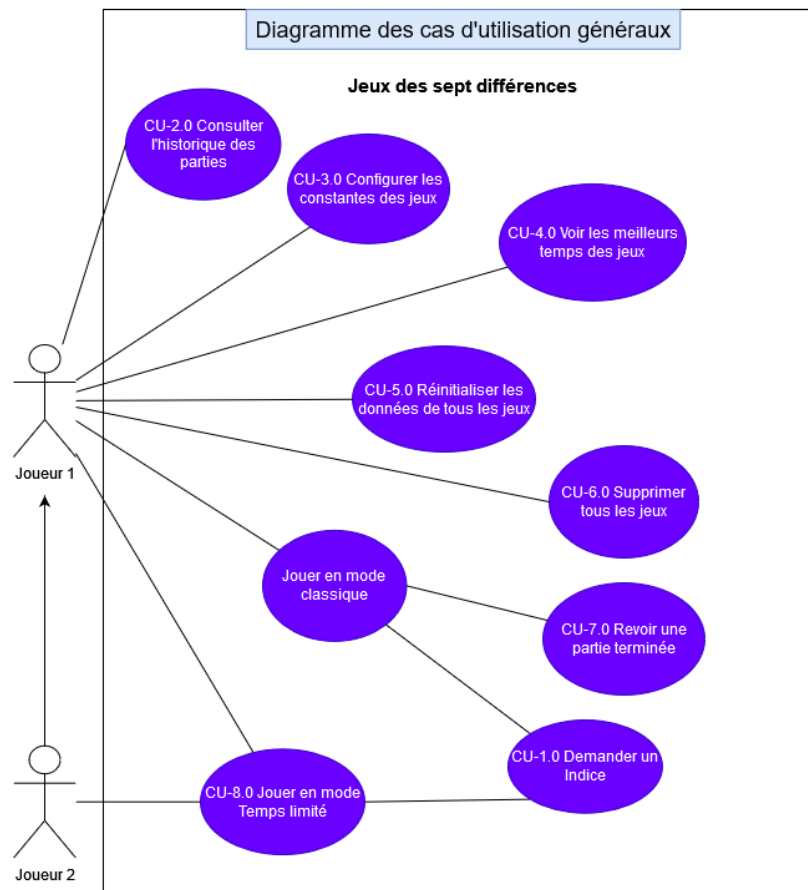 Diagramme des cas d'utilisation généraux
Jeux des sept différences
CU-2.0 Consulter
l'historique des
parties
CU-3.0 Configurer les
constantes des jeux
CU-4.0 Voir les meilleurs
temps des jeux
CU-5.0 Réinitialiser les
données de tous les jeux
Joueur 1
CU-6.0 Supprimer
tous les jeux
Jouer en mode
classique
CU-7.0 Revoir une
partie terminée
CU-1.0 Demander un
Indice
CU-8.0 Jouer en mode
Temps limité
Joueur 2